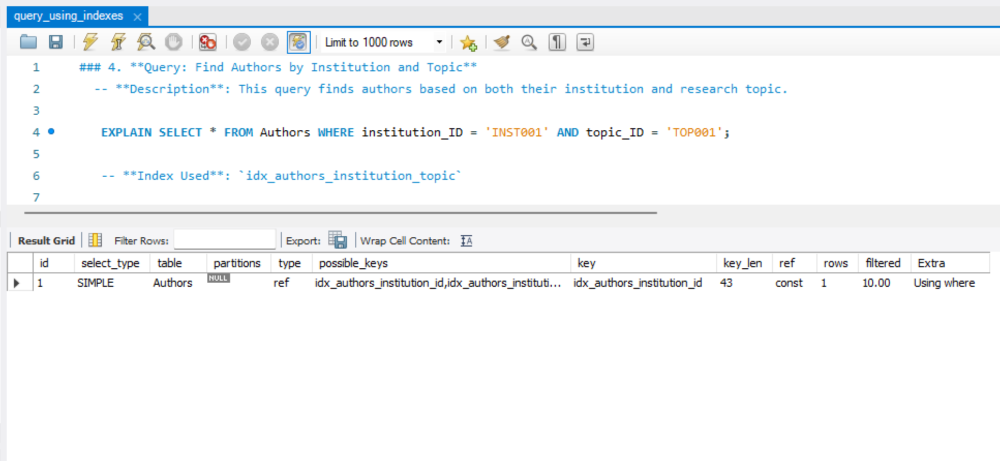 query_using_indexes
Limit to 1000 rows
1 ### 4. **Query: Find Authors by Institution and Topic**
2 -- **Description**: This query finds authors based on both their institution and research topic.
3
4 EXPLAIN SELECT * FROM Authors WHERE institution_ID = 'INST001' AND topic_ID = 'TOP001';
5
6 -- **Index Used**: `idx_authors_institution_topic`
7
Result Grid Filter Rows: Export: Wrap Cell Content:
id select_type table partitions type possible_keys key key_len ref rows filtered Extra
1 SIMPLE Authors NULL ref idx_authors_institution_id,idx_authors_instituti... idx_authors_institution_id 43 const 1 10.00 Using where